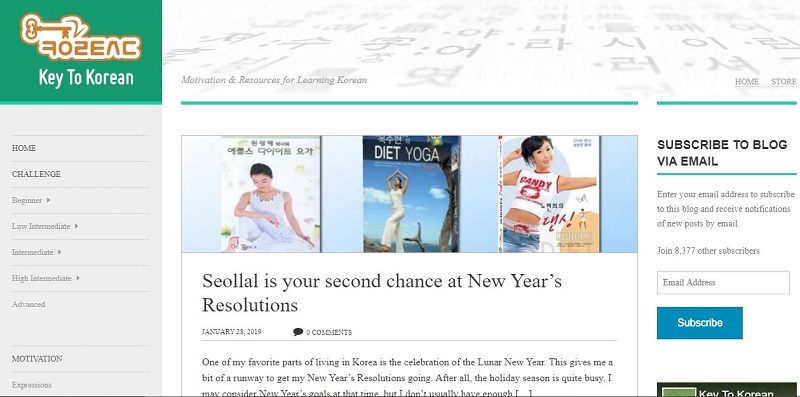 Key To Korean
Motivation & Resources for Learning Korean
HOME STORE
HOME
CHALLENGE
Beginner
Low Intermediate
Intermediate
High Intermediate
Advanced
MOTIVATION
Expressions
DIET YOGA
CANDY
댄싱
Seollal is your second chance at New Year’s
Resolutions
JANUARY 28, 2019 0 COMMENTS
One of my favorite parts of living in Korea is the celebration of the Lunar New Year. This gives me a
bit of a runway to get my New Year’s Resolutions going. After all, the holiday season is quite busy. I
may consider New Year’s goals at that time, but I don’t usually have enough […]
SUBSCRIBE TO BLOG
VIA EMAIL
Enter your email address to subscribe
to this blog and receive notifications
of new posts by email.
Join 8,377 other subscribers
Email Address
Subscribe
Key To Korean